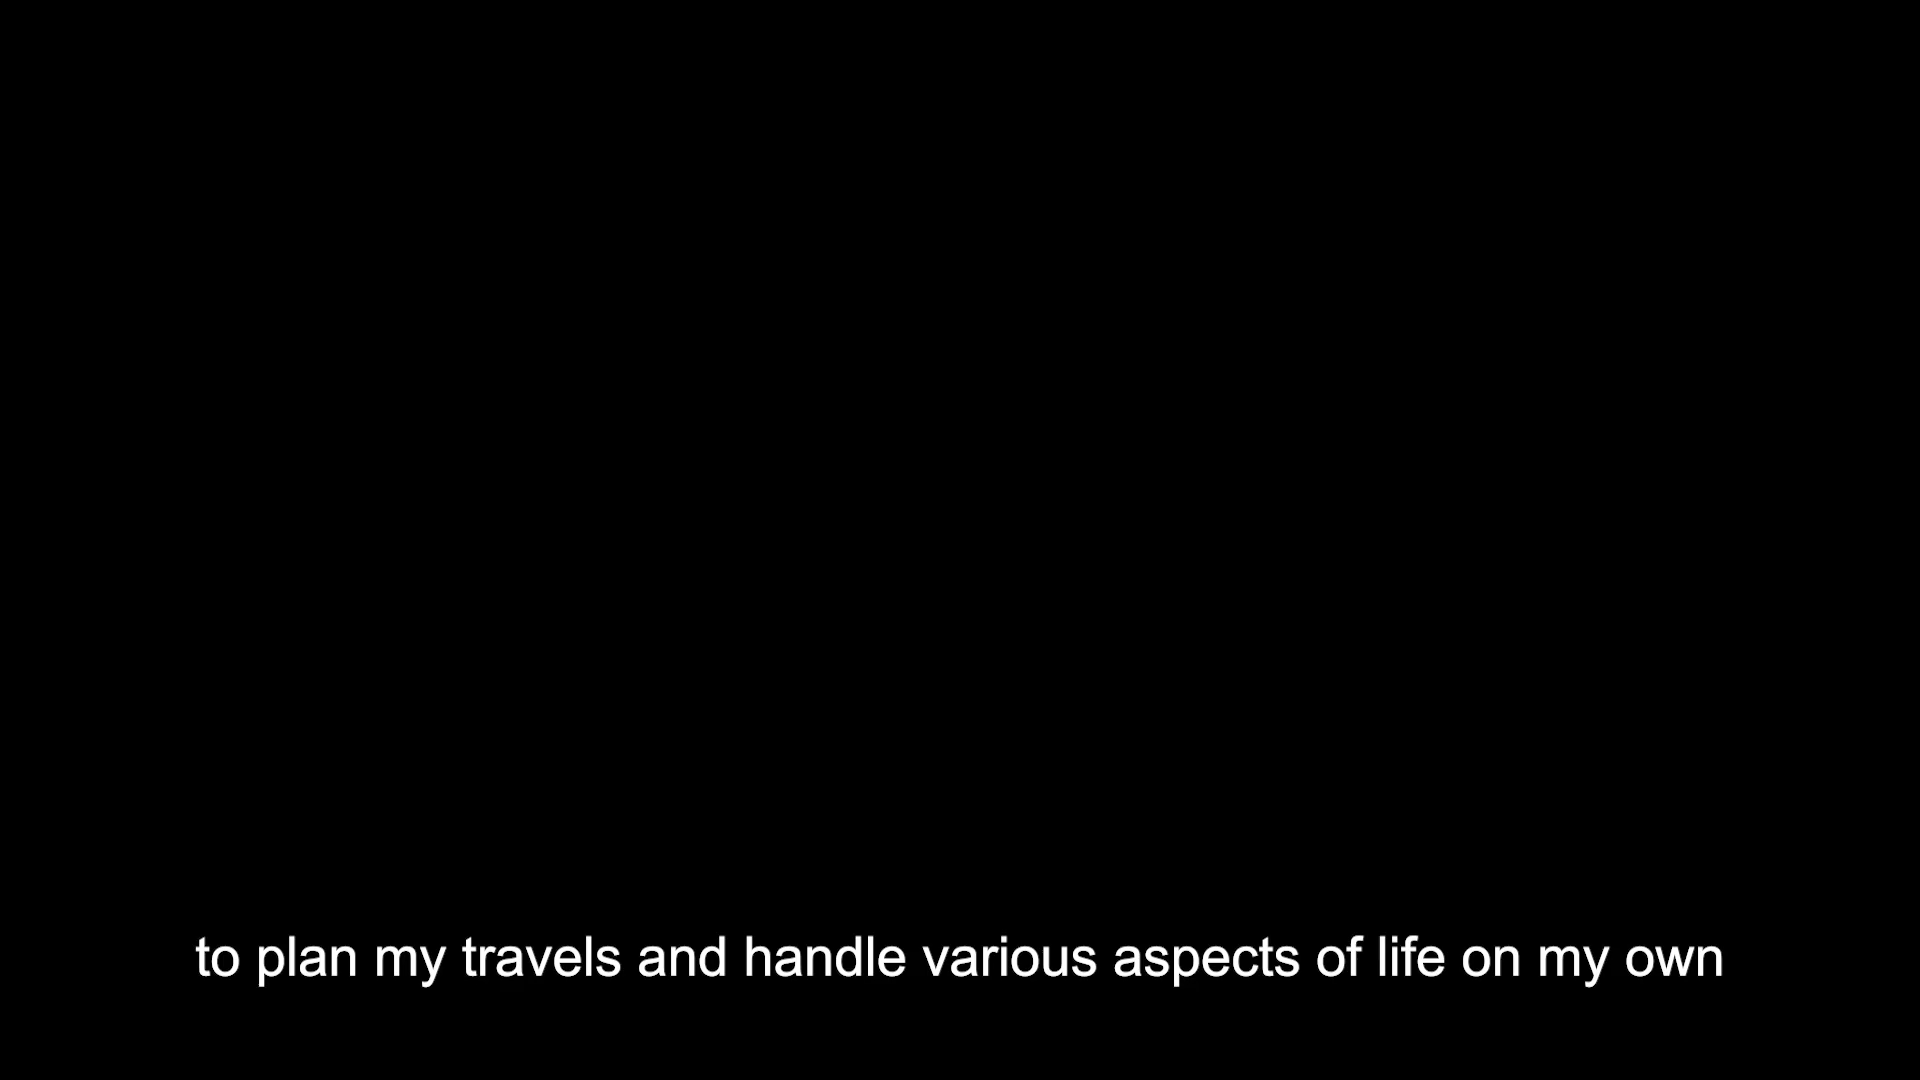 to plan my travels and handle various aspects of life on my own